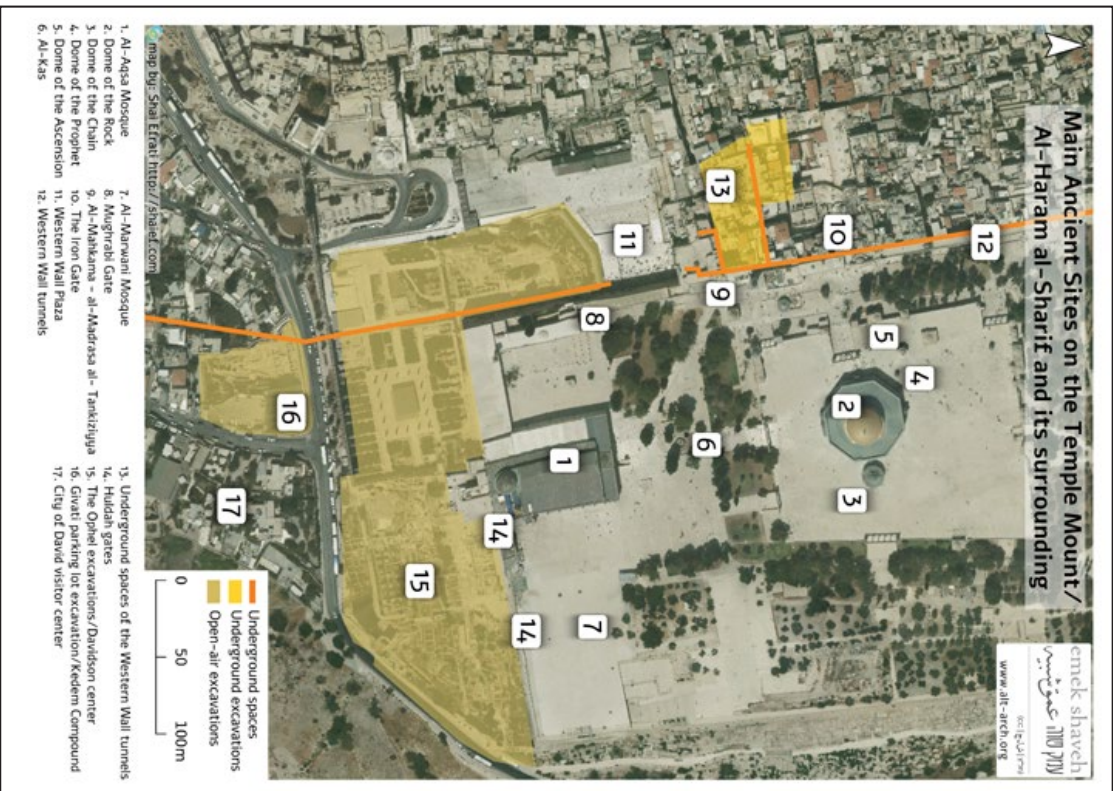 Main Ancient Sites on the Temple Mount/
Al-Haram al-Sharif and its surrounding
emek shaveh
עמק שווה
عمق شبيه
www.alt-arch.org
12
10
13
11
9
8
5
4
2
3
6
1
14
14
7
15
16
17
Underground spaces
Underground excavations
Open-air excavations
0 50 100m
map by: Shai Efrati http://shaief.com
1. Al-Aqsa Mosque
2. Dome of the Rock
3. Dome of the Chain
4. Dome of the Prophet
5. Dome of the Ascension
6. Al-Kas
7. Al-Marwani Mosque
8. Mughrabi Gate
9. Al-Mahkama - al-Madrasa al- Tankiziyya
10. The Iron Gate
11. Western Wall Plaza
12. Western Wall tunnels
13. Underground spaces of the Western Wall tunnels
14. Huldah gates
15. The Ophel excavations/Davidson center
16. Givati parking lot excavation/Kedem Compound
17. City of David visitor center